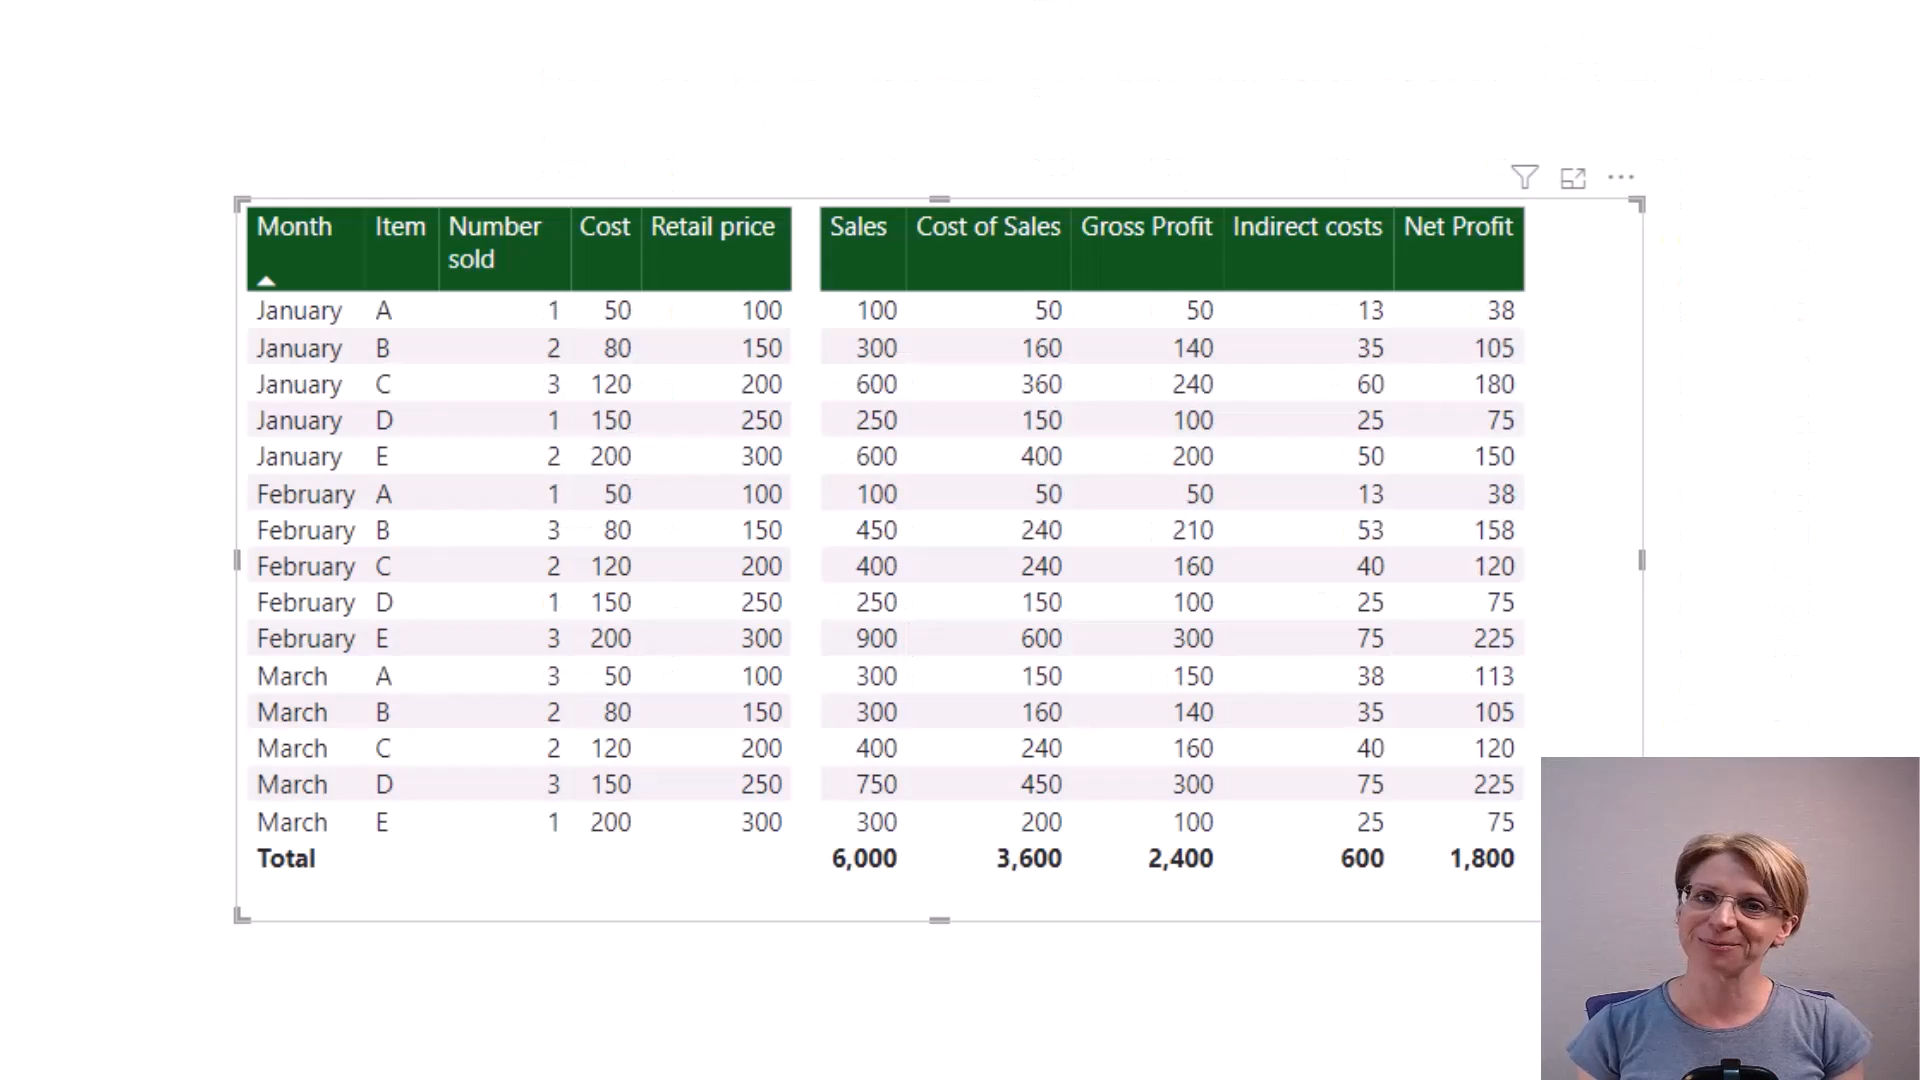 Month Item Number sold Cost Retail price Sales Cost of Sales Gross Profit Indirect costs Net Profit
January A 1 50 100 100 50 50 13 38
January B 2 80 150 300 160 140 35 105
January C 3 120 200 600 360 240 60 180
January D 1 150 250 250 150 100 25 75
January E 2 200 300 600 400 200 50 150
February A 1 50 100 100 50 50 13 38
February B 3 80 150 450 240 210 53 158
February C 2 120 200 400 240 160 40 120
February D 1 150 250 250 150 100 25 75
February E 3 200 300 900 600 300 75 225
March A 3 50 100 300 150 150 38 113
March B 2 80 150 300 160 140 35 105
March C 2 120 200 400 240 160 40 120
March D 3 150 250 750 450 300 75 225
March E 1 200 300 300 200 100 25 75
Total 6,000 3,600 2,400 600 1,800